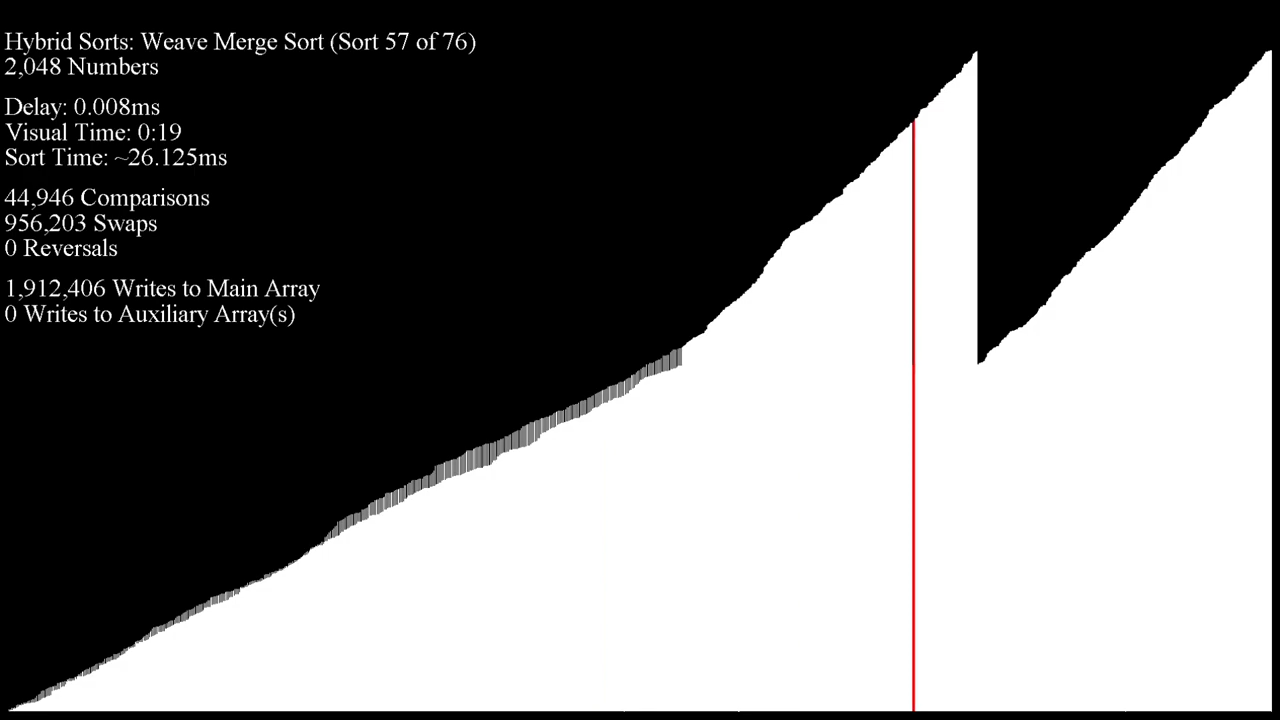 Hybrid Sorts: Weave Merge Sort (Sort 57 of 76)
2,048 Numbers
Delay: 0.008ms
Visual Time: 0:19
Sort Time: ~26.125ms
44,946 Comparisons
956,203 Swaps
0 Reversals
1,912,406 Writes to Main Array
0 Writes to Auxiliary Array(s)